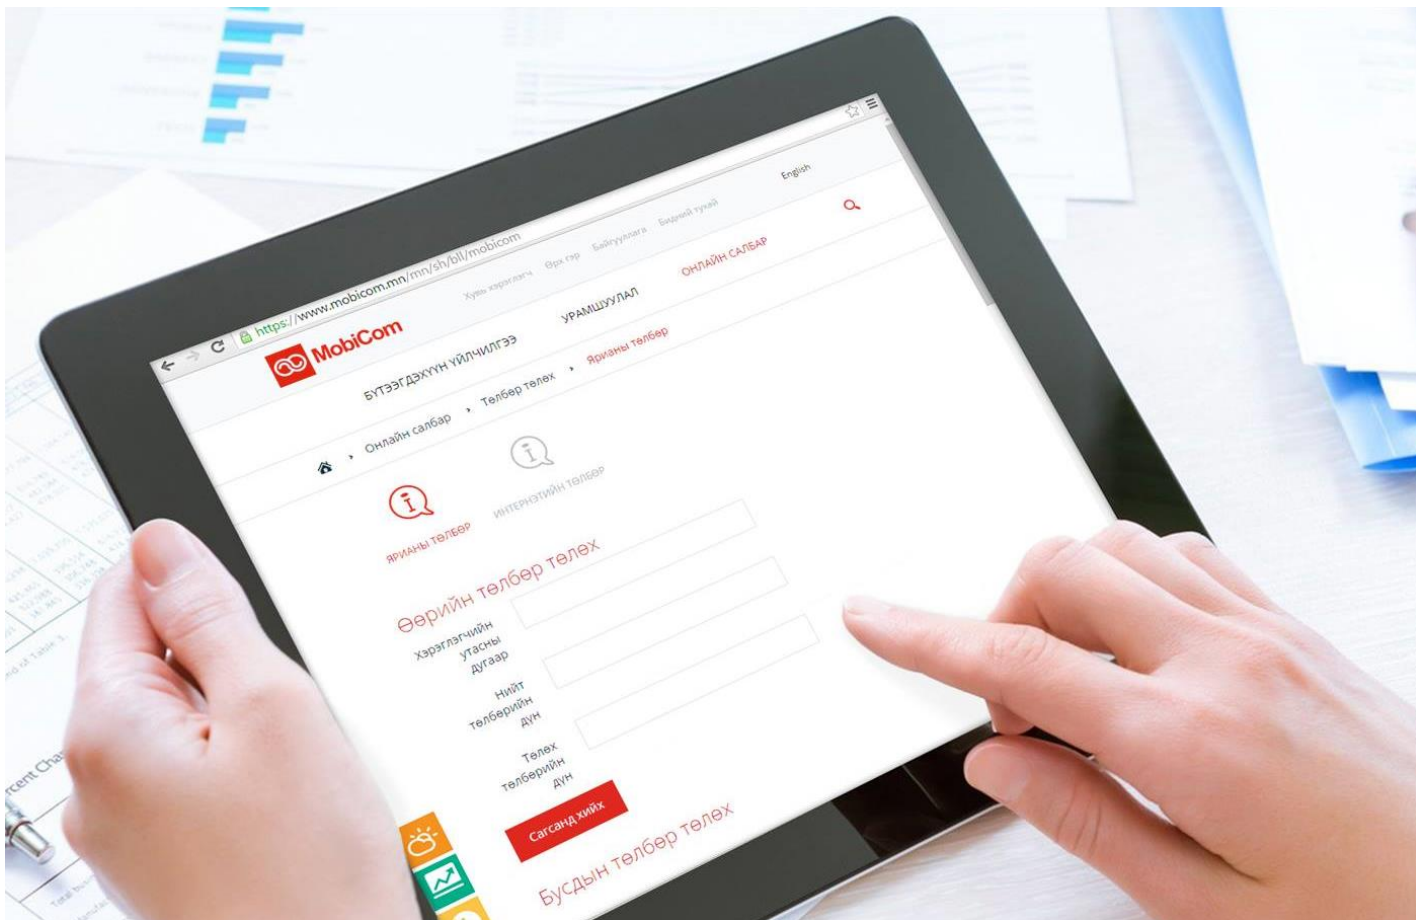 https://www.mobicom.mn/mn/sh/bll/mobicom
Хувь хэрэглэгч Өрх гэр Байгууллага Бидний тухай English
MobiCom
БҮТЭЭГДЭХҮҮН ҮЙЛЧИЛГЭЭ УРАМШУУЛАЛ ОНЛАЙН САЛБАР
Онлайн салбар Төлбөр төлөх Ярианы төлбөр
ЯРИАНЫ ТӨЛБӨР ИНТЕРНЭТИЙН ТӨЛБӨР
Өөрийн төлбөр төлөх
Хэрэглэгчийн
утасны
дугаар
Нийт
төлбөрийн
дүн
Төлөх
төлбөрийн
дүн
Сагсанд хийх
Бусдын төлбөр төлөх